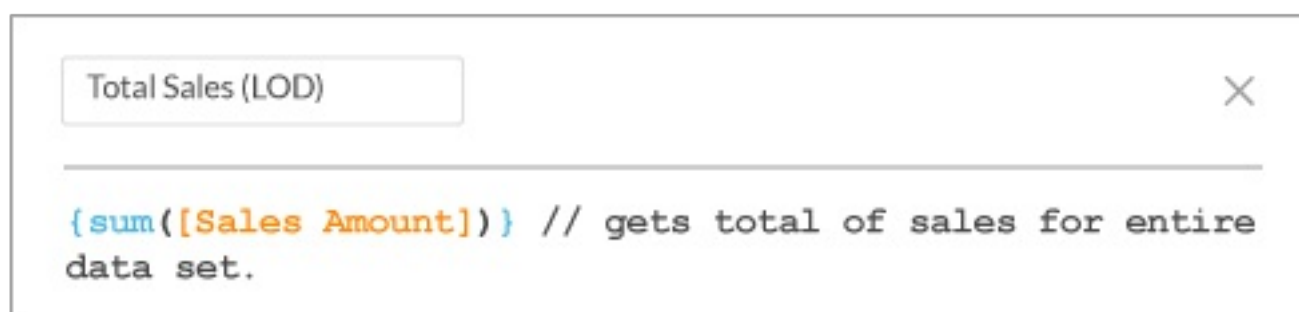 Total Sales (LOD)
{sum([Sales Amount])} // gets total of sales for entire
data set.